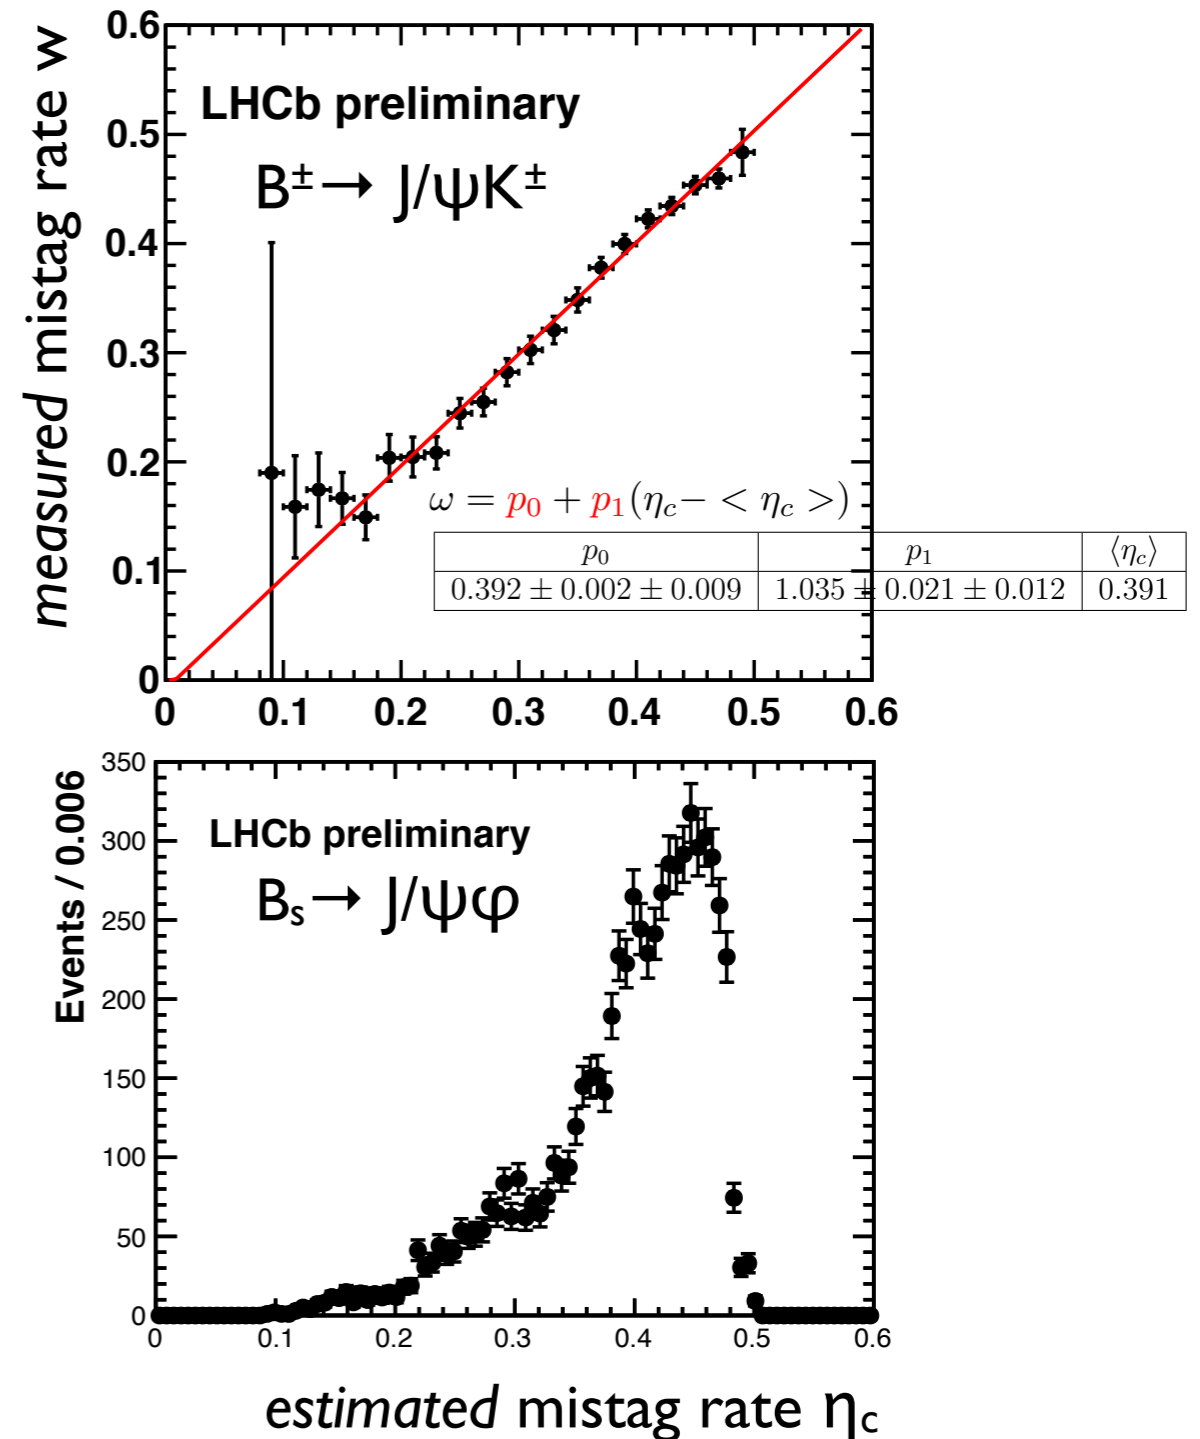 measured mistag rate w
0.6
0.5
0.4
0.3
0.2
0.1
0
LHCb preliminary
B± → J/ψK±
ω = p0 + p1(ηc− < ηc >)
p0 p1 ⟨ηc⟩
0.392 ± 0.002 ± 0.009 1.035 ± 0.021 ± 0.012 0.391
0 0.1 0.2 0.3 0.4 0.5 0.6
Events / 0.006
350
300
250
200
150
100
50
0
LHCb preliminary
Bs → J/ψφ
0 0.1 0.2 0.3 0.4 0.5 0.6
estimated mistag rate ηc